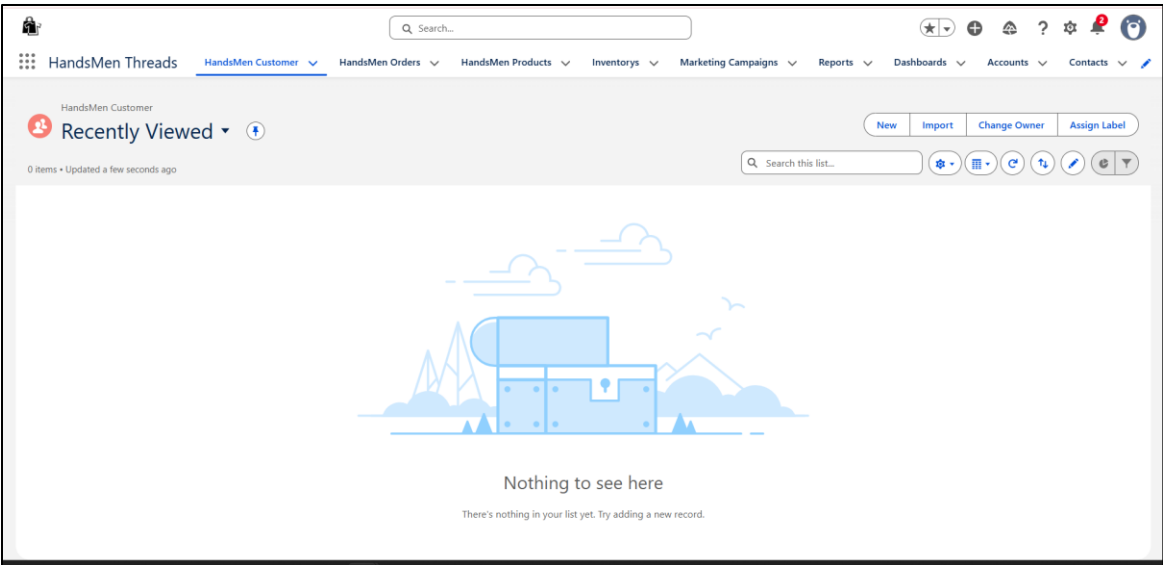 Search...
2
HandsMen Threads HandsMen Customer HandsMen Orders HandsMen Products Inventorys Marketing Campaigns Reports Dashboards Accounts Contacts
HandsMen Customer
Recently Viewed
New Import Change Owner Assign Label
0 items • Updated a few seconds ago
Search this list...
Nothing to see here
There's nothing in your list yet. Try adding a new record.